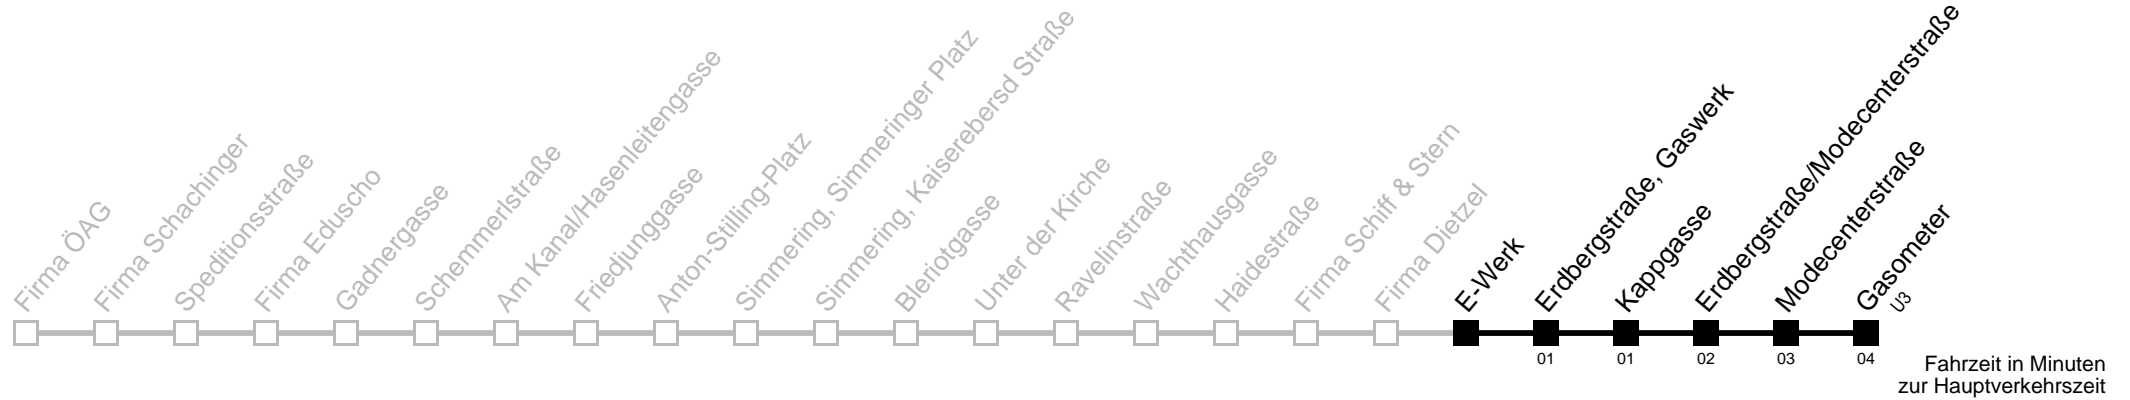 Firma ÖAG
Firma Schachinger
Speditionsstraße
Firma Eduscho
Gadnergasse
Schemmerlstraße
Am Kanal/Hasenleitengasse
Friedjunggasse
Anton-Stilling-Platz
Simmering, Simmeringer Platz
Simmering, Kaiserebersd Straße
Bleriotgasse
Unter der Kirche
Ravelinstraße
Wachthausgasse
Haidestraße
Firma Schiff & Stern
Firma Dietzel
E-Werk
Erdbergstraße, Gaswerk
Kappgasse
Erdbergstraße/Modecenterstraße
Modecenterstraße
Gasometer
U3
01
01
02
03
04
Fahrzeit in Minuten
zur Hauptverkehrszeit